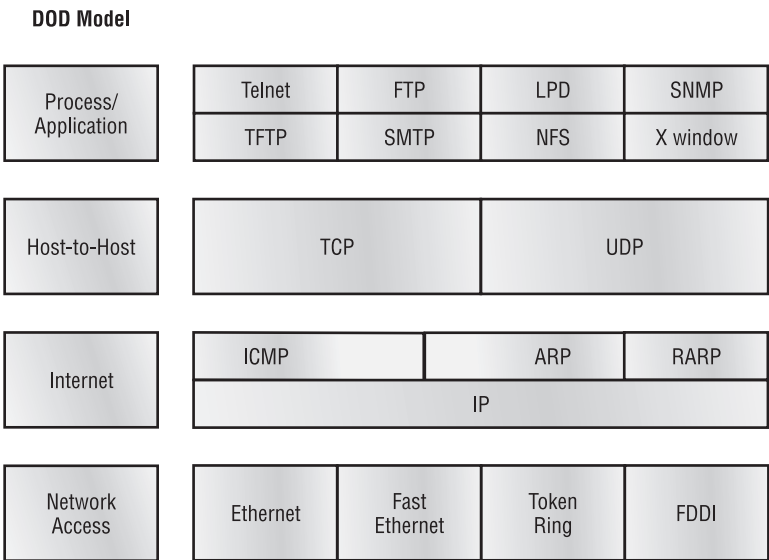 DOD Model
Process/
Application
Telnet
FTP
LPD
SNMP
TFTP
SMTP
NFS
X window
Host-to-Host
TCP
UDP
Internet
ICMP
ARP
RARP
IP
Network
Access
Ethernet
Fast
Ethernet
Token
Ring
FDDI